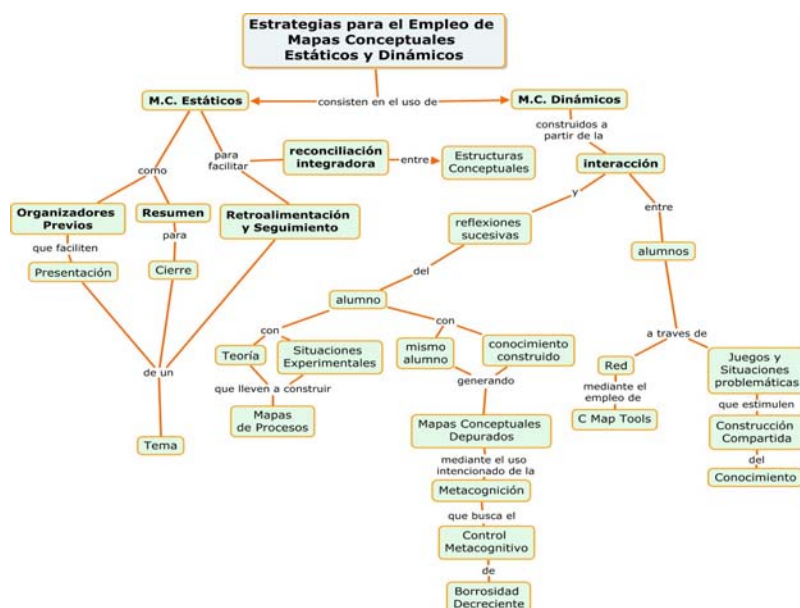 Estrategias para el Empleo de
Mapas Conceptuales
Estáticos y Dinámicos
M.C. Estáticos
consisten en el uso de
M.C. Dinámicos
construidos a
partir de la
para
facilitar
reconciliación
integradora
entre
Estructuras
Conceptuales
interacción
como
y
entre
Organizadores
Previos
Resumen
Retroalimentación
y Seguimiento
reflexiones
sucesivas
alumnos
que faciliten
para
Presentación
Cierre
del
alumno
con
con
a traves de
Teoría
Situaciones
Experimentales
mismo
alumno
conocimiento
construido
Red
Juegos y
Situaciones
problemáticas
de un
que lleven a construir
generando
mediante el
empleo de
que estimulen
Mapas
de Procesos
Mapas Conceptuales
Depurados
C Map Tools
Construcción
Compartida
Tema
mediante el uso
intencionado de la
del
Metacognición
Conocimiento
que busca el
Control
Metacognitivo
de
Borrosidad
Decreciente